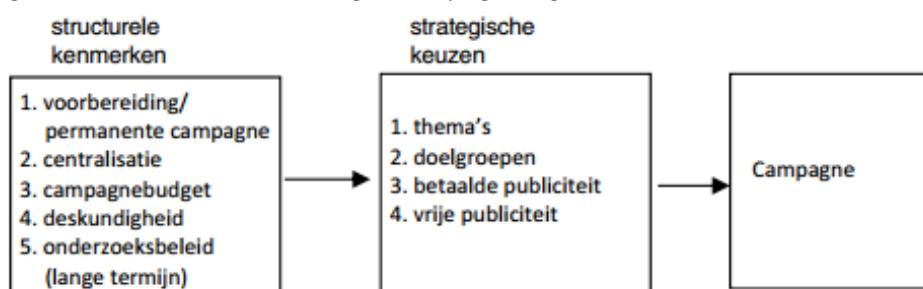 structurele
kenmerken
1. voorbereiding/
permanente campagne
2. centralisatie
3. campagnebudget
4. deskundigheid
5. onderzoeksbeleid
(lange termijn)
strategische
keuzen
1. thema's
2. doelgroepen
3. betaalde publiciteit
4. vrije publiciteit
Campagne